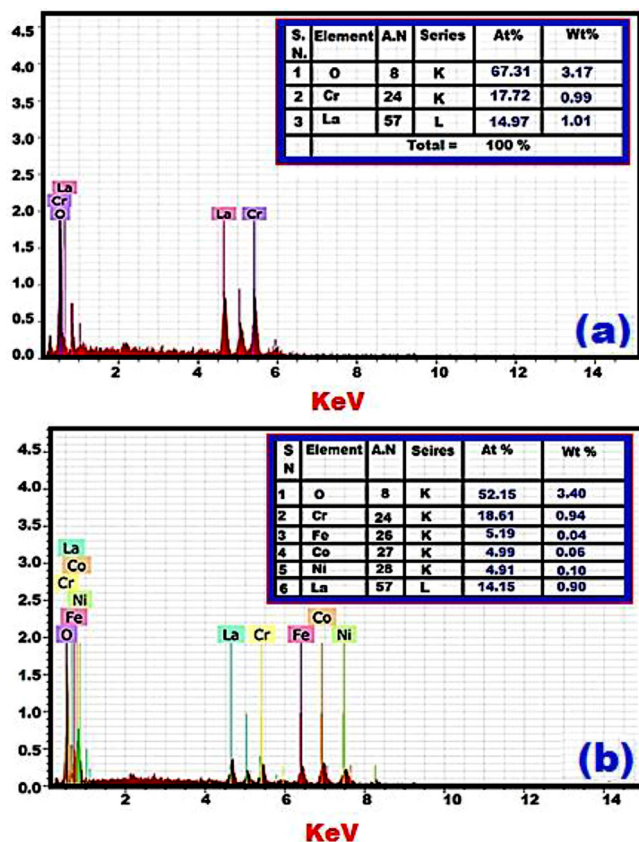 4.5
4.0
3.5
3.0
2.5
2.0
1.5
1.0
0.5
0.0
S. N. Element A.N Series At% Wt%
1 O 8 K 67.31 3.17
2 Cr 24 K 17.72 0.99
3 La 57 L 14.97 1.01
Total = 100 %
La
Cr
O
La Cr
(a)
2 4 6 8 10 12 14
KeV
4.5
4.0
3.5
3.0
2.5
2.0
1.5
1.0
0.5
0.0
S N Element A.N Seires At % Wt %
1 O 8 K 52.15 3.40
2 Cr 24 K 18.61 0.94
3 Fe 26 K 5.19 0.04
4 Co 27 K 4.99 0.06
5 Ni 28 K 4.91 0.10
6 La 57 L 14.15 0.90
La
Co
Cr
Ni
Fe
O
Co
La Cr Fe Ni
(b)
2 4 6 8 10 12 14
KeV